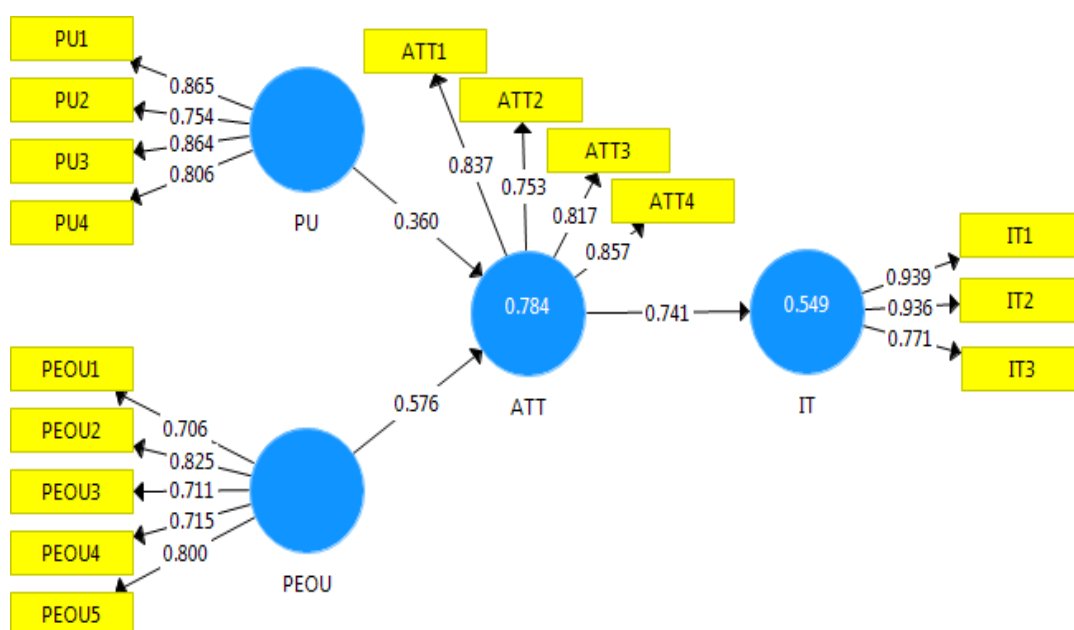 PU1
PU2
PU3
PU4
0.865
0.754
0.864
0.806
PU
0.360
ATT1
ATT2
ATT3
ATT4
0.837
0.753
0.817
0.857
0.784
ATT
0.741
0.549
IT
0.939
0.936
0.771
IT1
IT2
IT3
PEOU1
PEOU2
PEOU3
PEOU4
PEOU5
0.706
0.825
0.711
0.715
0.800
PEOU
0.576